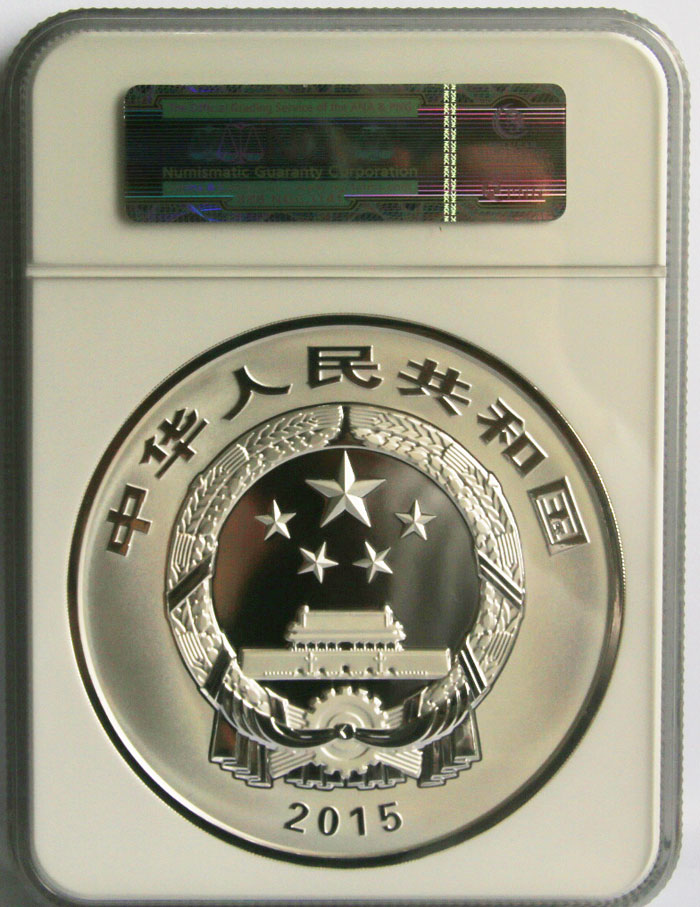 The Official Grading Service of the ANA & PNG
Numismatic Guaranty Corporation
中华人民共和国
2015